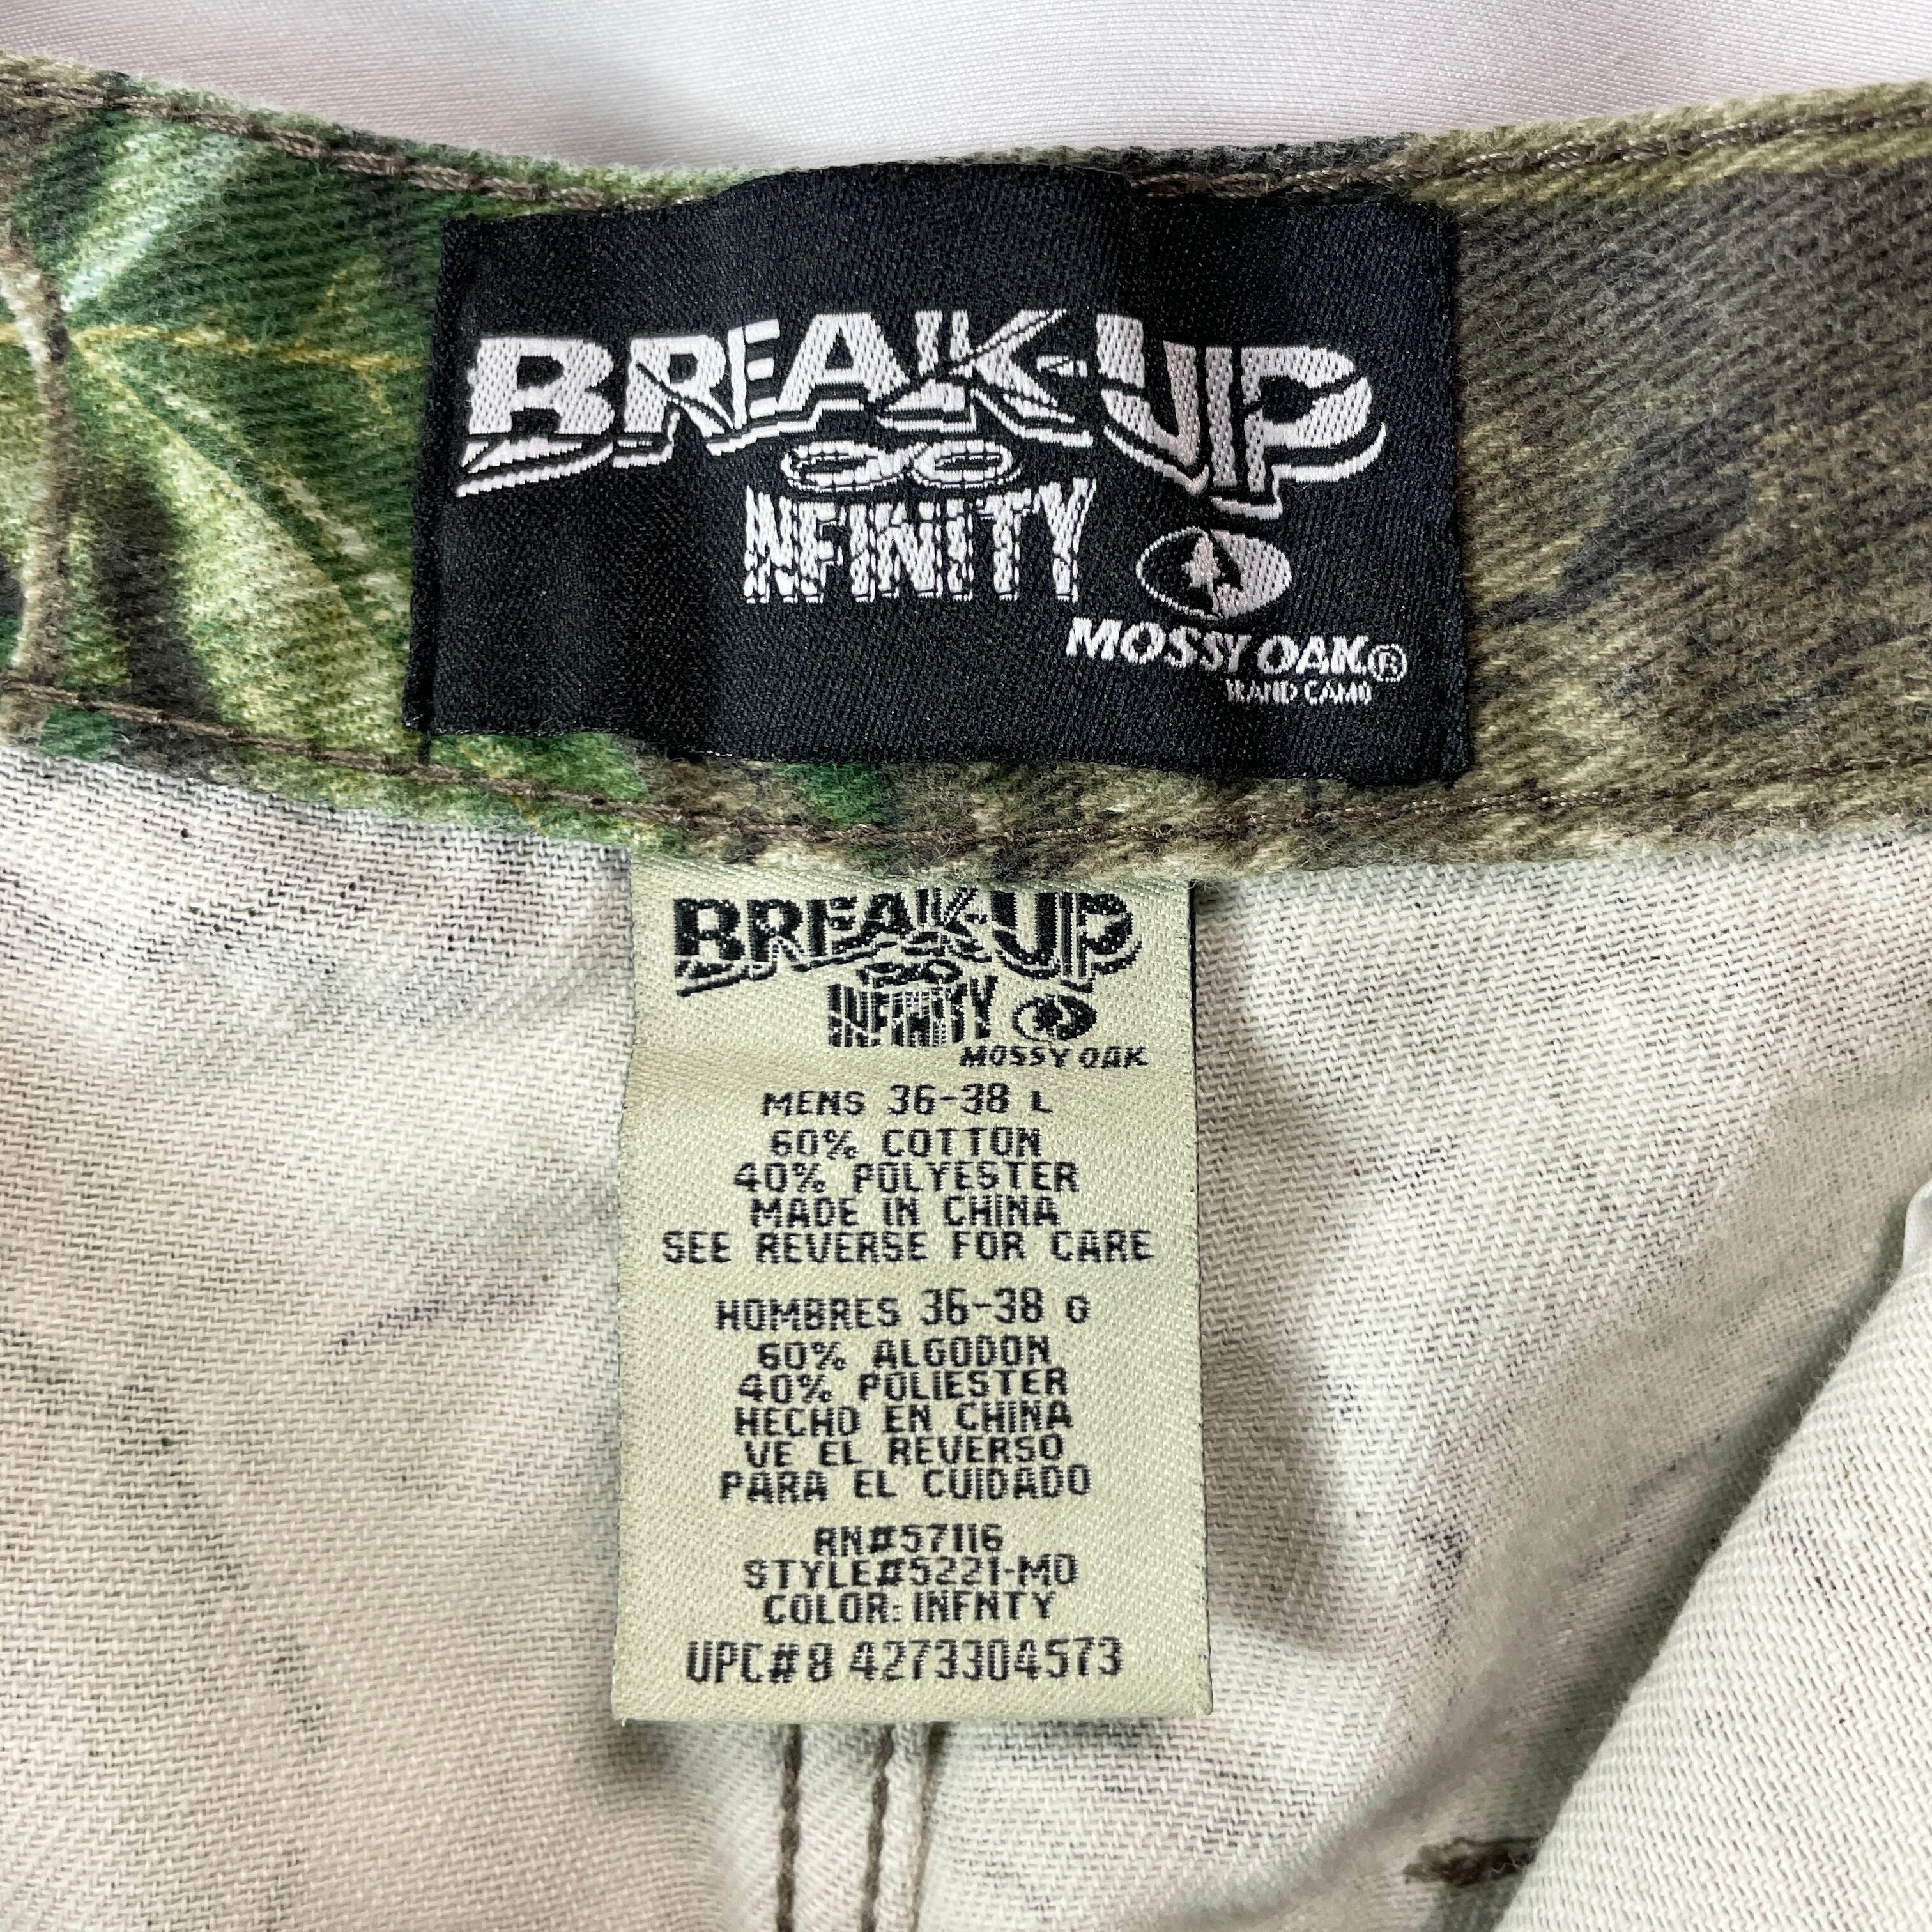 BREAK-UP
INFINITY
MOSSY OAK®
BRAND CAMO
BREAK-UP
INFINITY
MOSSY OAK
MENS 36-38 L
60% COTTON
40% POLYESTER
MADE IN CHINA
SEE REVERSE FOR CARE
HOMBRES 36-38 G
60% ALGODON
40% POLIESTER
HECHO EN CHINA
VE EL REVERSO
PARA EL CUIDADO
RN#57116
STYLE#5221-MO
COLOR: INFNTY
UPC# 8 4273304573